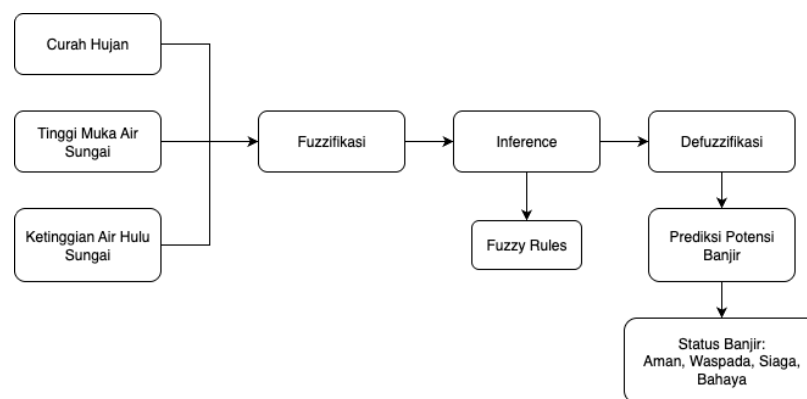 Curah Hujan
Tinggi Muka Air
Sungai
Ketinggian Air Hulu
Sungai
Fuzzifikasi
Inference
Fuzzy Rules
Defuzzifikasi
Prediksi Potensi
Banjir
Status Banjir:
Aman, Waspada, Siaga,
Bahaya